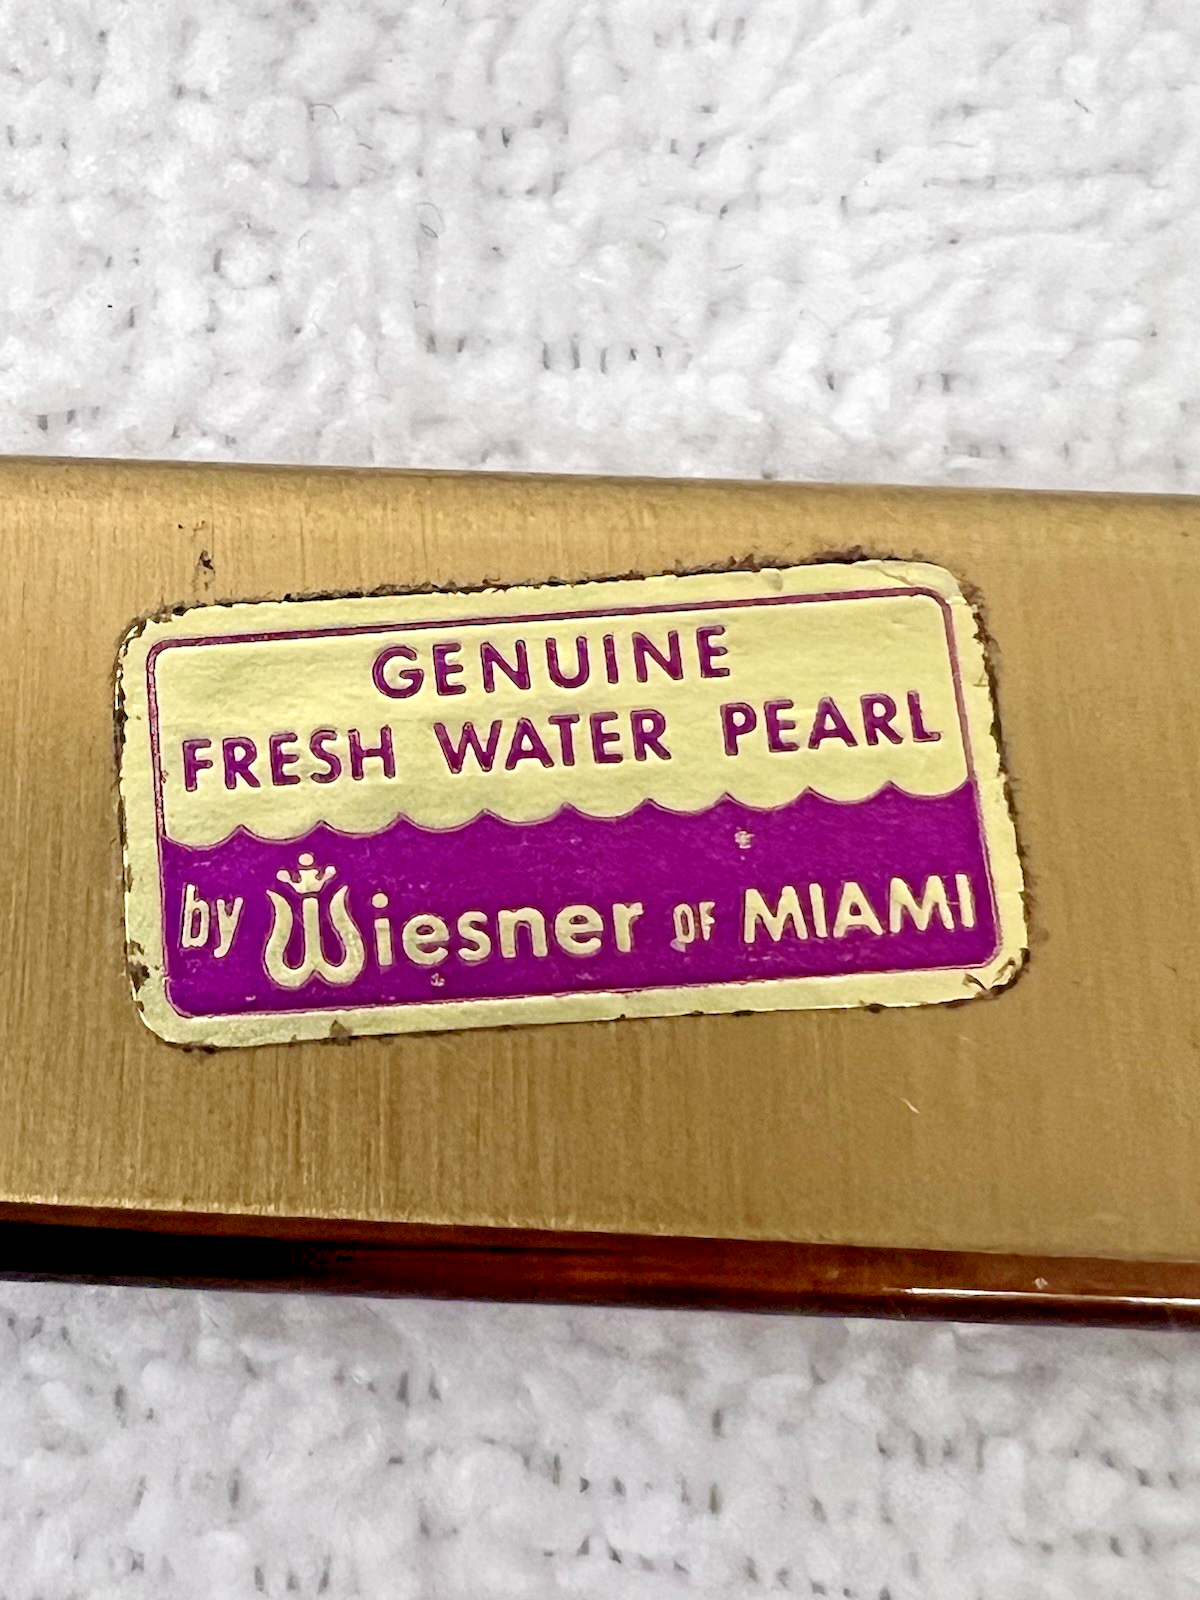 GENUINE
FRESH WATER PEARL
by Wiesner OF MIAMI